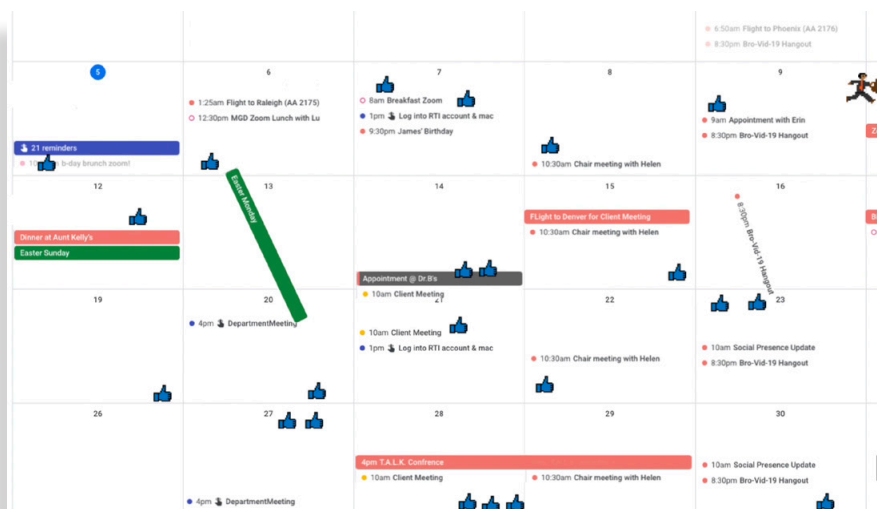 6:50am Flight to Phoenix (AA 2176)
8:30pm Bro-Vid-19 Hangout
5
6
7
8
9
1:25am Flight to Raleigh (AA 2175)
12:30pm MGD Zoom Lunch with Lu
8am Breakfast Zoom
1pm Log into RTI account & mac
9:30pm James' Birthday
9am Appointment with Erin
8:30pm Bro-Vid-19 Hangout
21 reminders
b-day brunch zoom!
10:30am Chair meeting with Helen
12
13
14
15
16
Dinner at Aunt Kelly's
Easter Sunday
Easter Monday
Appointment @ Dr.B's
10am Client Meeting
FLight to Denver for Client Meeting
10:30am Chair meeting with Helen
8:30pm Bro-Vid-19 Hangout
19
20
21
22
23
4pm DepartmentMeeting
10am Client Meeting
1pm Log into RTI account & mac
10:30am Chair meeting with Helen
10am Social Presence Update
8:30pm Bro-Vid-19 Hangout
26
27
28
29
30
4pm DepartmentMeeting
4pm T.A.L.K. Confrence
10am Client Meeting
10:30am Chair meeting with Helen
10am Social Presence Update
8:30pm Bro-Vid-19 Hangout